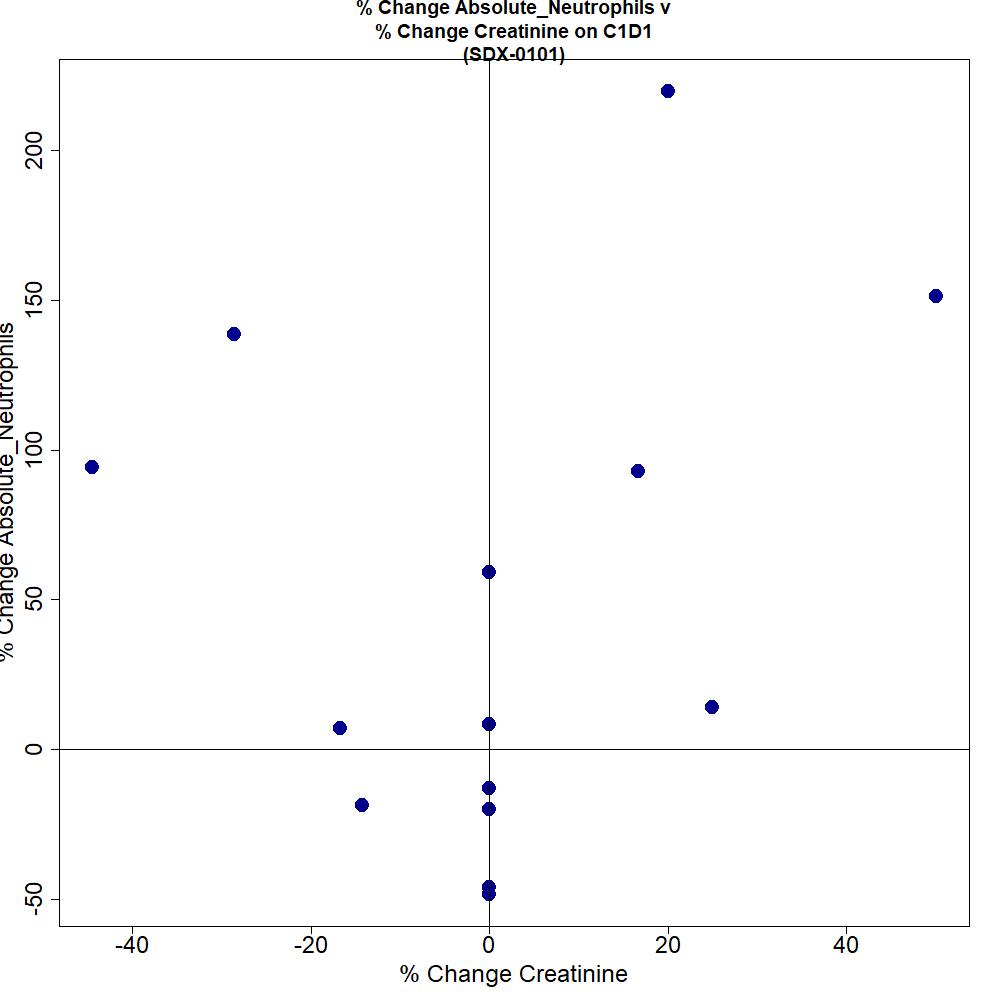 % Change Absolute_Neutrophils v
% Change Creatinine on C1D1
(SDX-0101)
% Change Absolute_Neutrophils
200
150
100
50
0
-50
-40
-20
0
20
40
% Change Creatinine